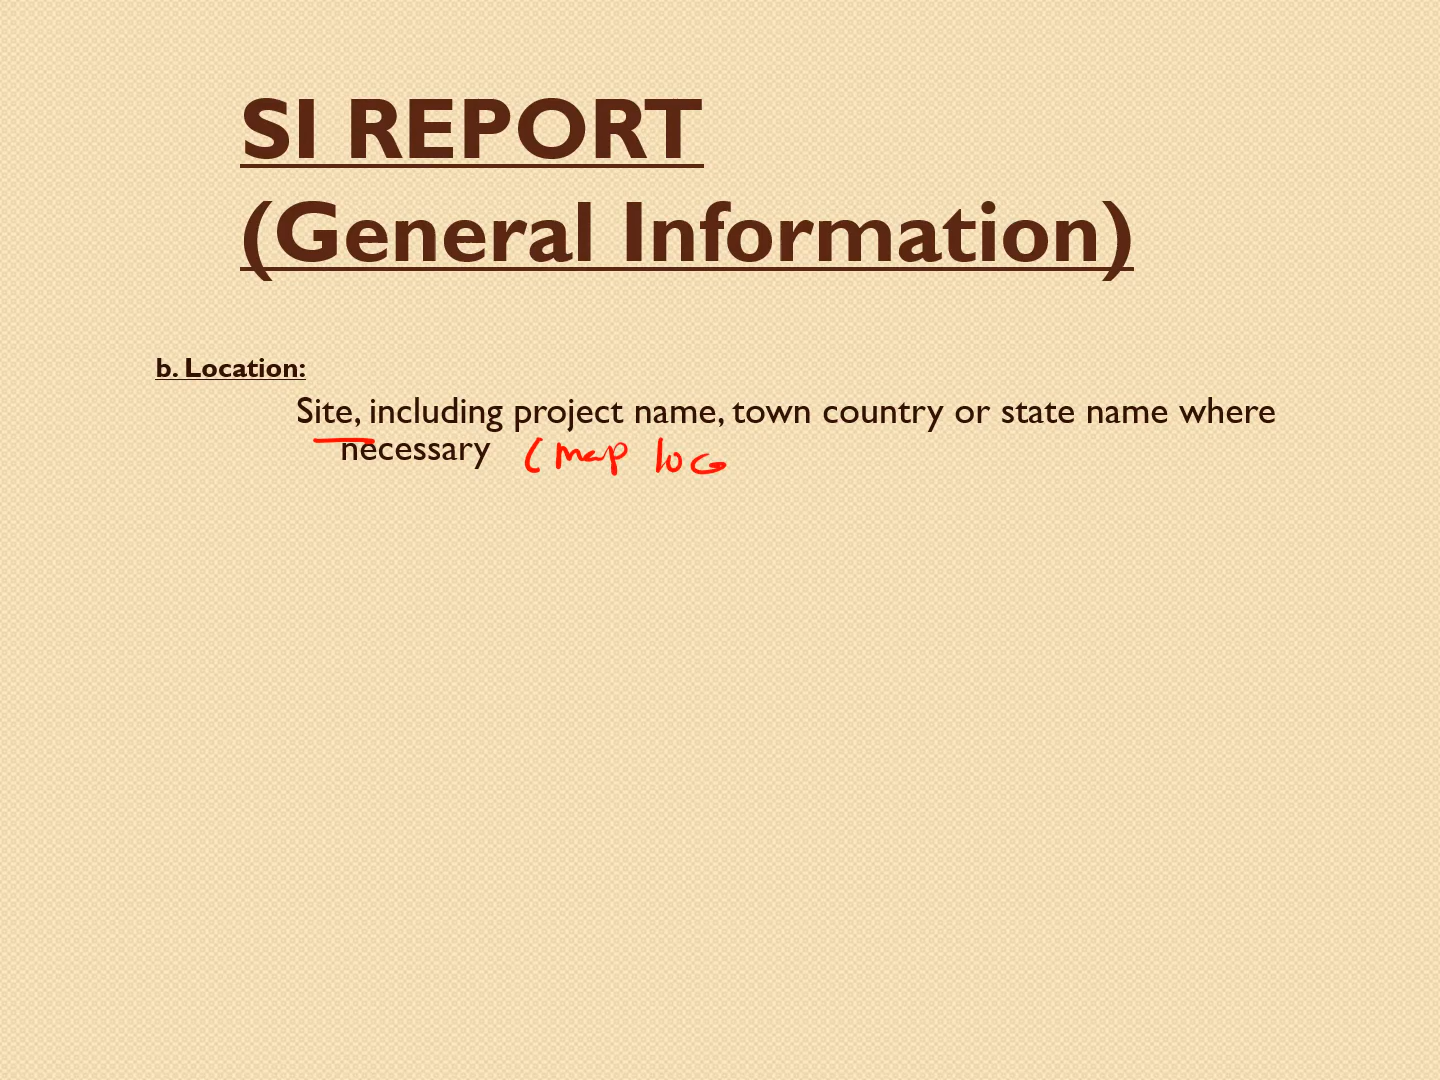 SI REPORT
(General Information)
b. Location:
Site, including project name, town country or state name where
necessary (map loc